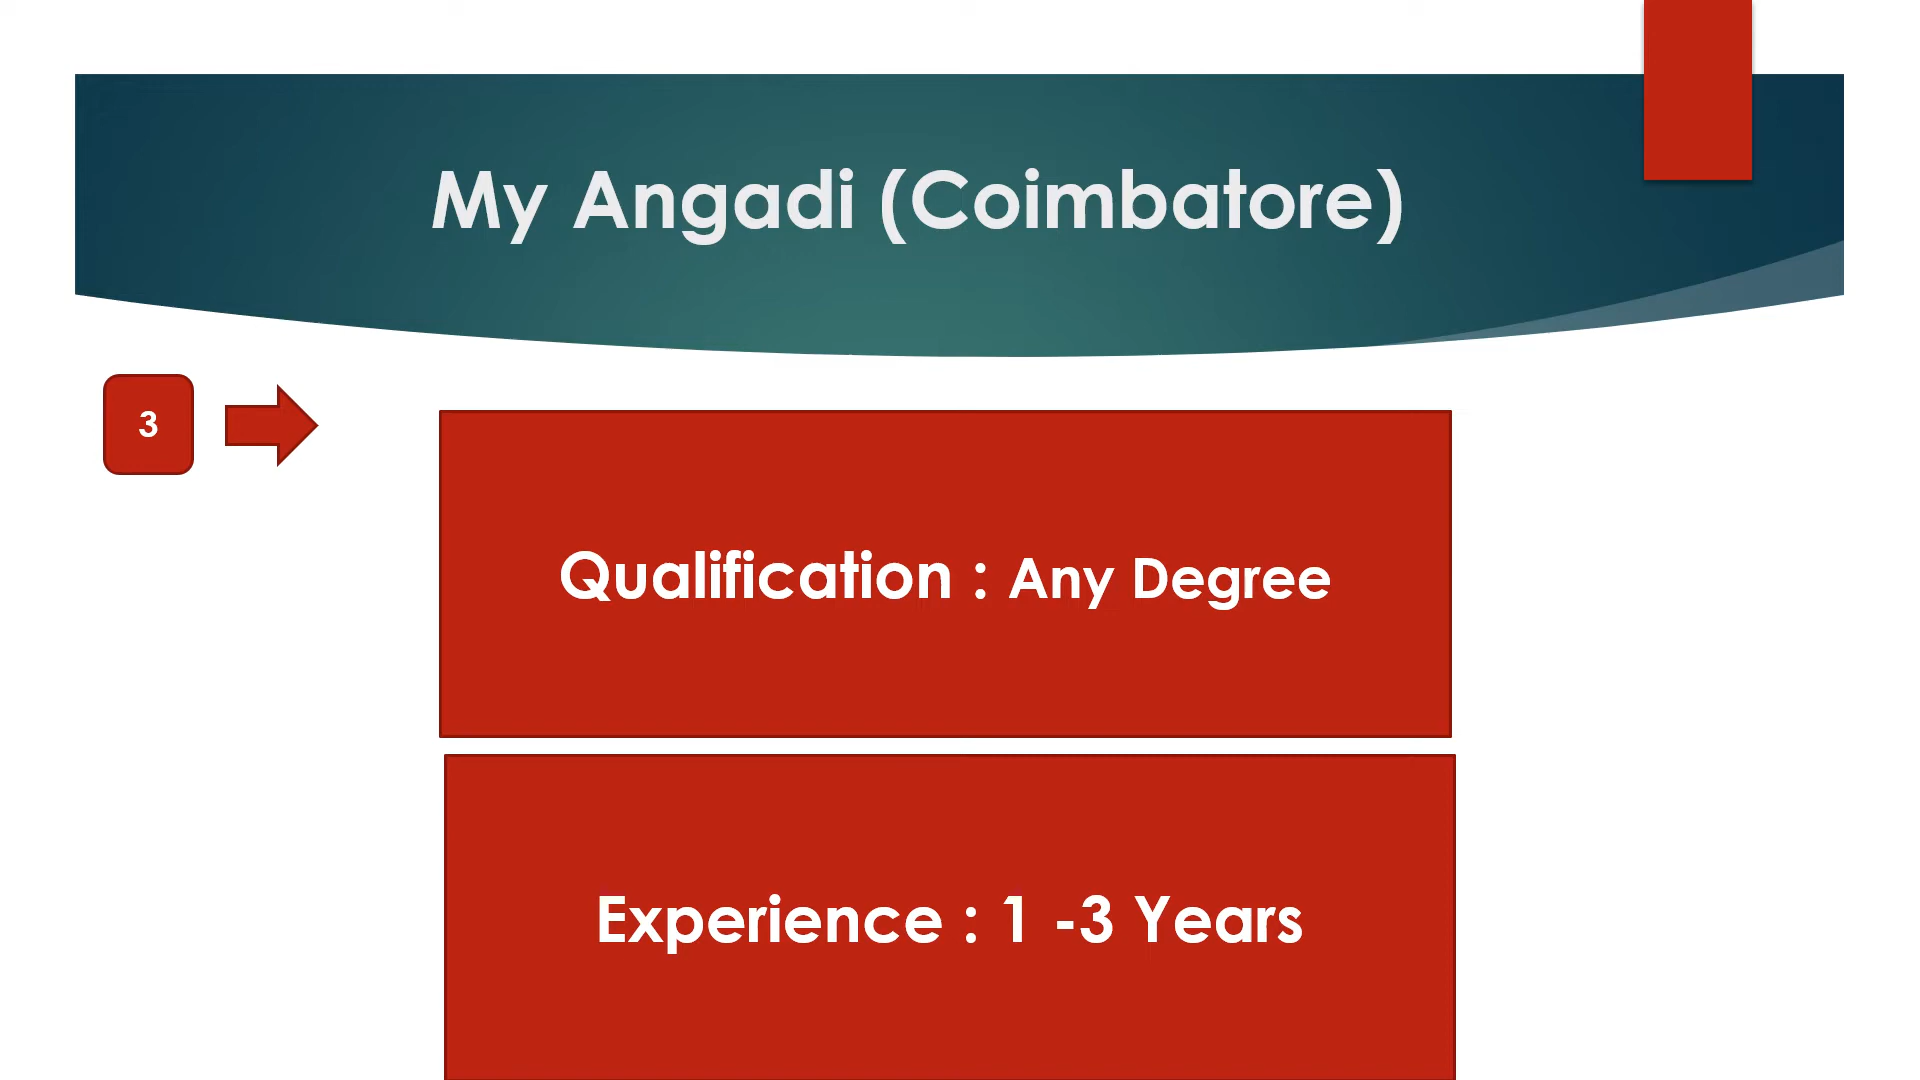 My Angadi (Coimbatore)
3
Qualification : Any Degree
Experience : 1 -3 Years